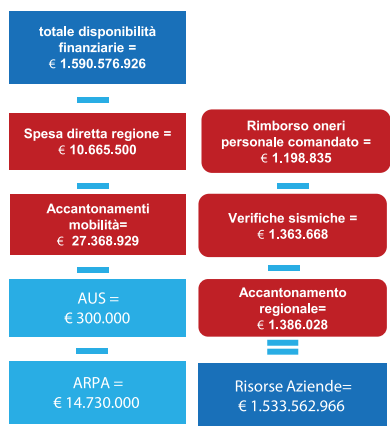 totale disponibilità
finanziarie =
€ 1.590.576.926
Spesa diretta regione =
€ 10.665.500
Accantonamenti
mobilità=
€ 27.368.929
AUS =
€ 300.000
ARPA =
€ 14.730.000
Rimborso oneri
personale comandato =
€ 1.198.835
Verifiche sismiche =
€ 1.363.668
Accantonamento
regionale=
€ 1.386.028
Risorse Aziende=
€ 1.533.562.966